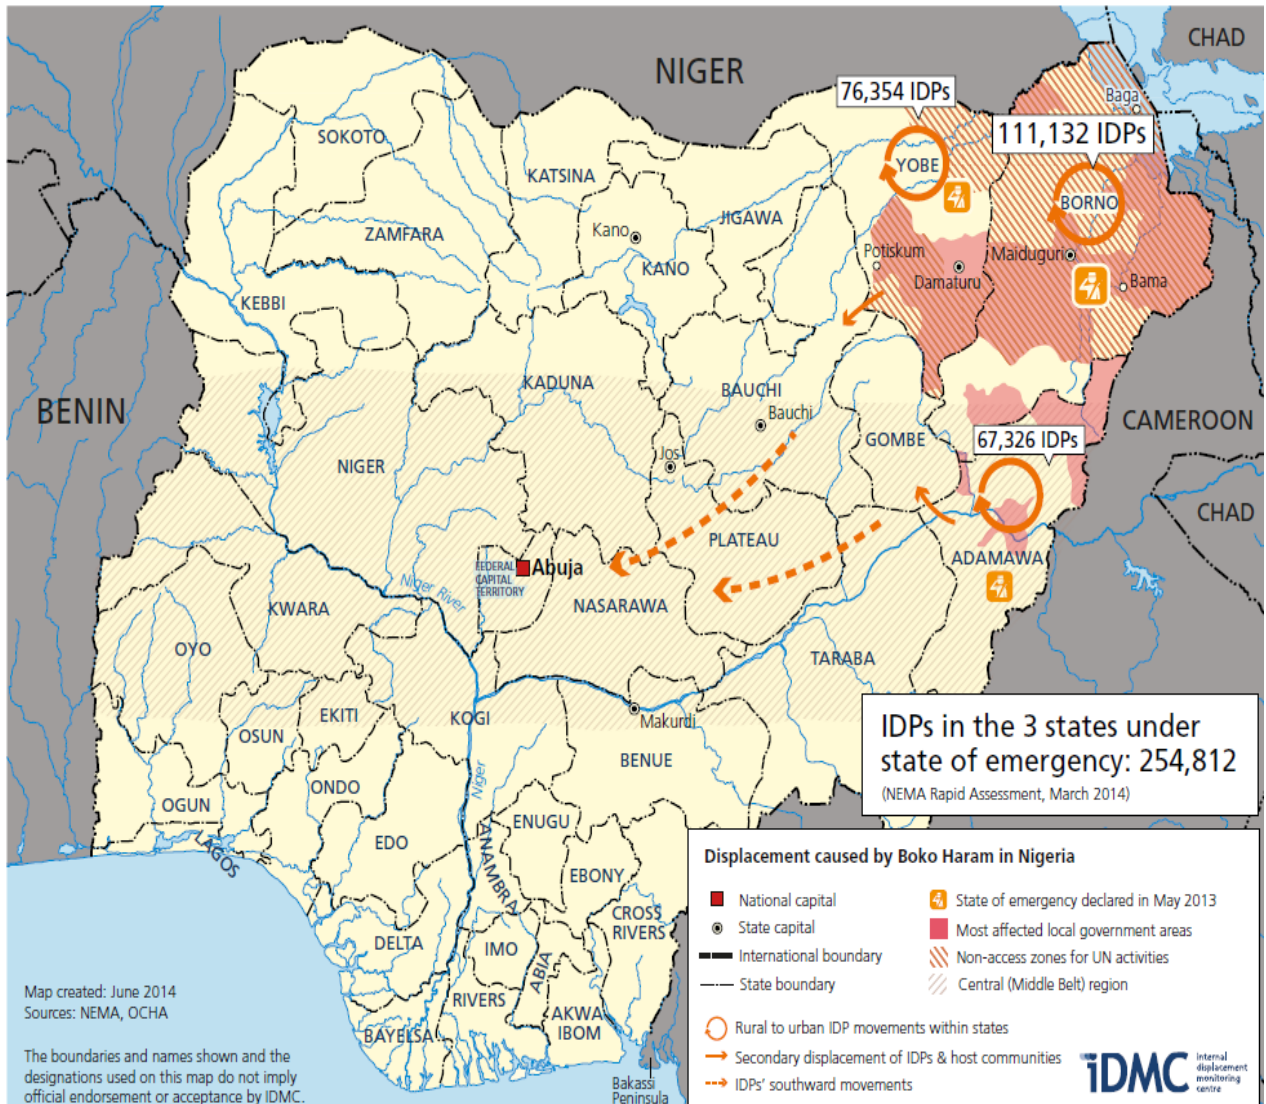 NIGER
CHAD
76,354 IDPs
Baga
111,132 IDPs
SOKOTO
YOBE
KATSINA
BORNO
JIGAWA
ZAMFARA
Kano
KANO
Potiskum
Maiduguri
Damaturu
Bama
KEBBI
KADUNA
BAUCHI
Bauchi
BENIN
CAMEROON
GOMBE
67,326 IDPs
Jos
NIGER
CHAD
PLATEAU
ADAMAWA
FEDERAL
CAPITAL
TERRITORY
Abuja
Niger River
NASARAWA
KWARA
OYO
TARABA
EKITI
KOGI
Makurdi
OSUN
BENUE
IDPs in the 3 states under
state of emergency: 254,812
(NEMA Rapid Assessment, March 2014)
ONDO
Niger
OGUN
ENUGU
LAGOS
EDO
ANAMBRA
EBONY
CROSS
RIVERS
DELTA
IMO
ABIA
RIVERS
AKWA
IBOM
BAYELSA
Bakassi
Peninsula
Displacement caused by Boko Haram in Nigeria
National capital
State capital
International boundary
State boundary
State of emergency declared in May 2013
Most affected local government areas
Non-access zones for UN activities
Central (Middle Belt) region
Rural to urban IDP movements within states
Secondary displacement of IDPs & host communities
IDPs' southward movements
iDMC
internal
displacement
monitoring
centre
Map created: June 2014
Sources: NEMA, OCHA
The boundaries and names shown and the
designations used on this map do not imply
official endorsement or acceptance by IDMC.